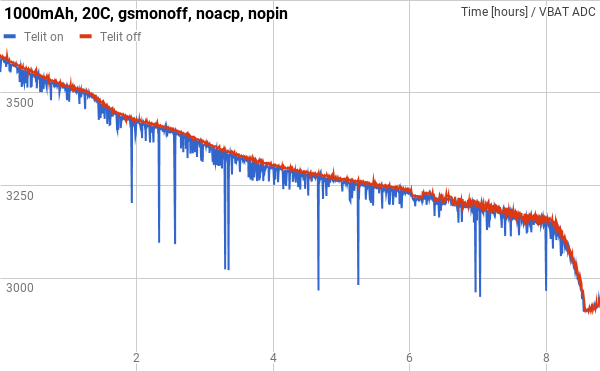 1000mAh, 20C, gsmonoff, noacp, nopin
Time [hours] / VBAT ADC
Telit on
Telit off
3500
3250
3000
2
4
6
8